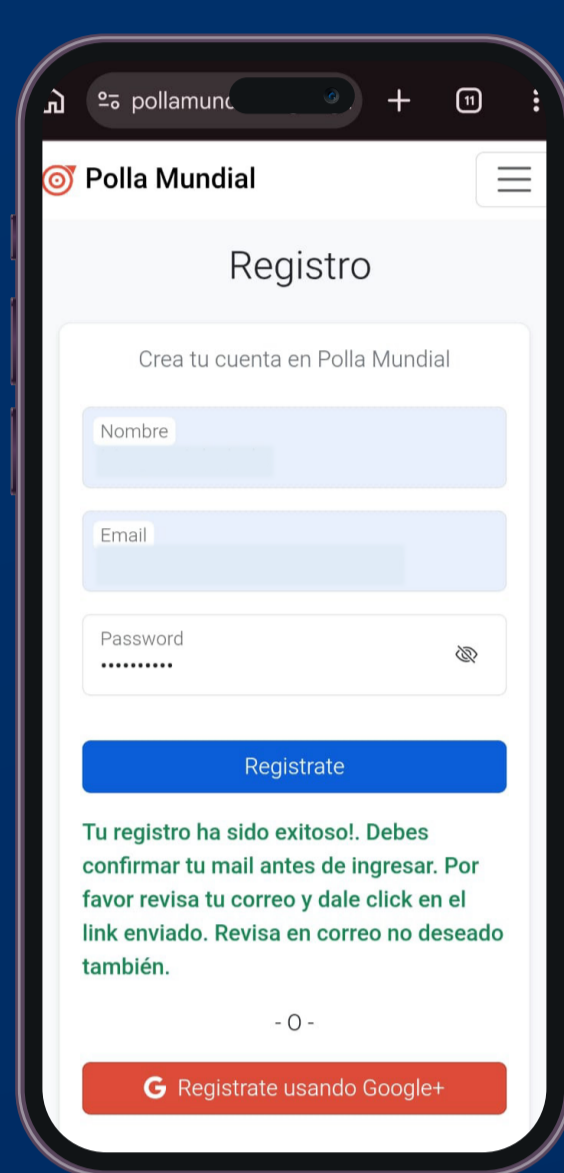 pollamund
11
Polla Mundial
Registro
Crea tu cuenta en Polla Mundial
Nombre
Email
Password
••••••••••
Registrate
Tu registro ha sido exitoso!. Debes
confirmar tu mail antes de ingresar. Por
favor revisa tu correo y dale click en el
link enviado. Revisa en correo no deseado
también.
- O -
G Registrate usando Google+